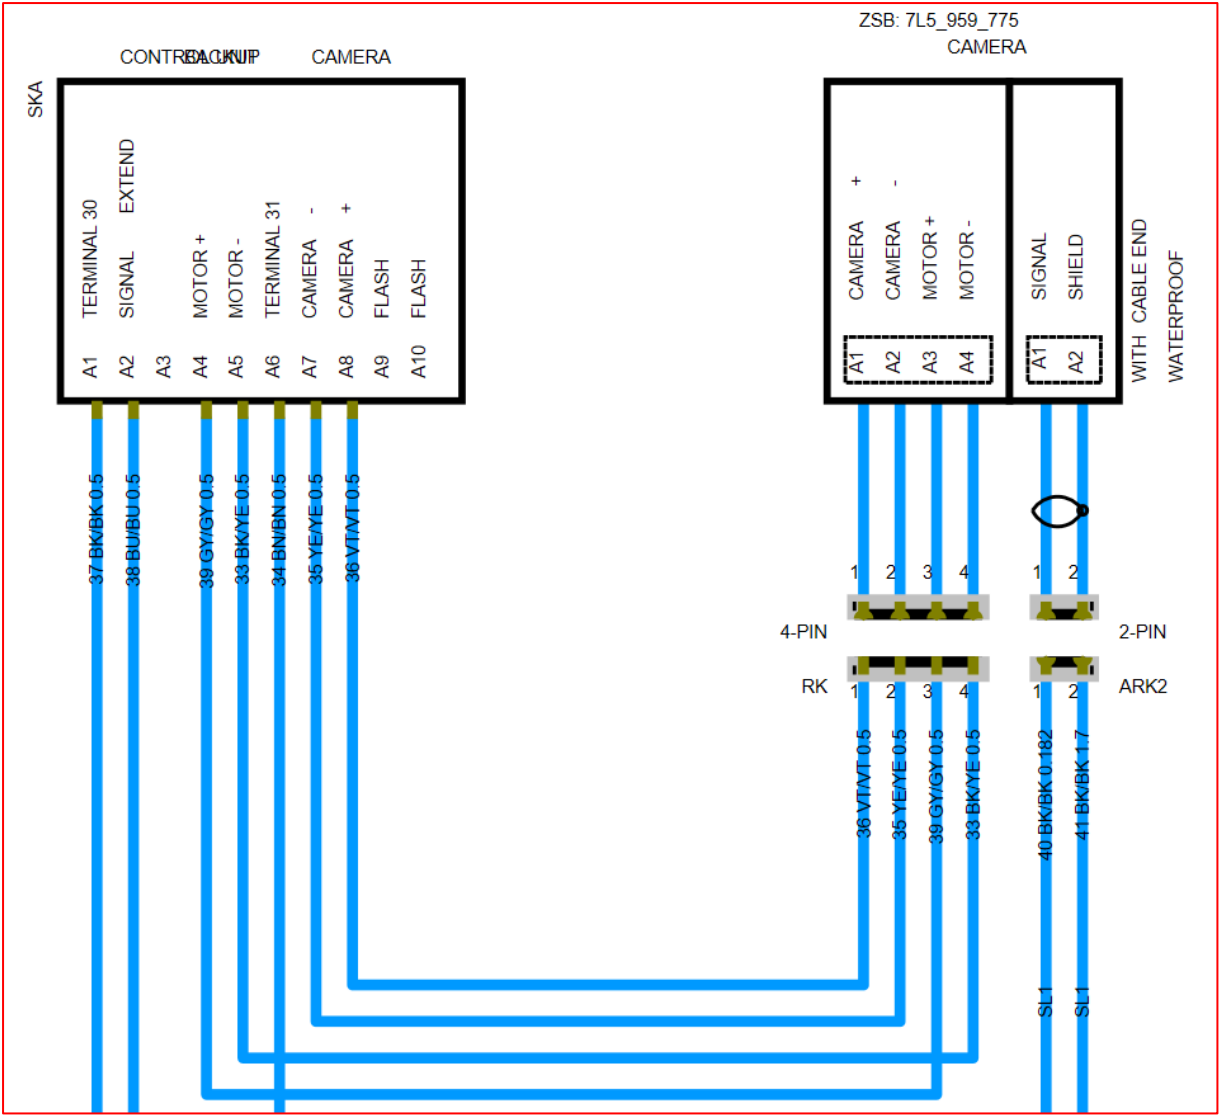 ZSB: 7L5_959_775
CAMERA
CONTROL UNIT
BACKUP
CAMERA
SKA
TERMINAL 30
SIGNAL EXTEND
MOTOR +
MOTOR -
TERMINAL 31
CAMERA -
CAMERA +
FLASH
FLASH
A1 A2 A3 A4 A5 A6 A7 A8 A9 A10
CAMERA +
CAMERA -
MOTOR +
MOTOR -
SIGNAL
SHIELD
A1 A2 A3 A4
A1 A2
WITH CABLE END
WATERPROOF
37 BK/BK 0.5
38 BU/BU 0.5
39 GY/GY 0.5
33 BK/YE 0.5
34 BN/BN 0.5
35 YE/YE 0.5
36 VT/VT 0.5
1 2 3 4
1 2
4-PIN
2-PIN
RK
1 2 3 4
1 2
ARK2
36 VT/VT 0.5
35 YE/YE 0.5
39 GY/GY 0.5
33 BK/YE 0.5
40 BK/BK 0.182
41 BK/BK 1.7
SL1
SL1